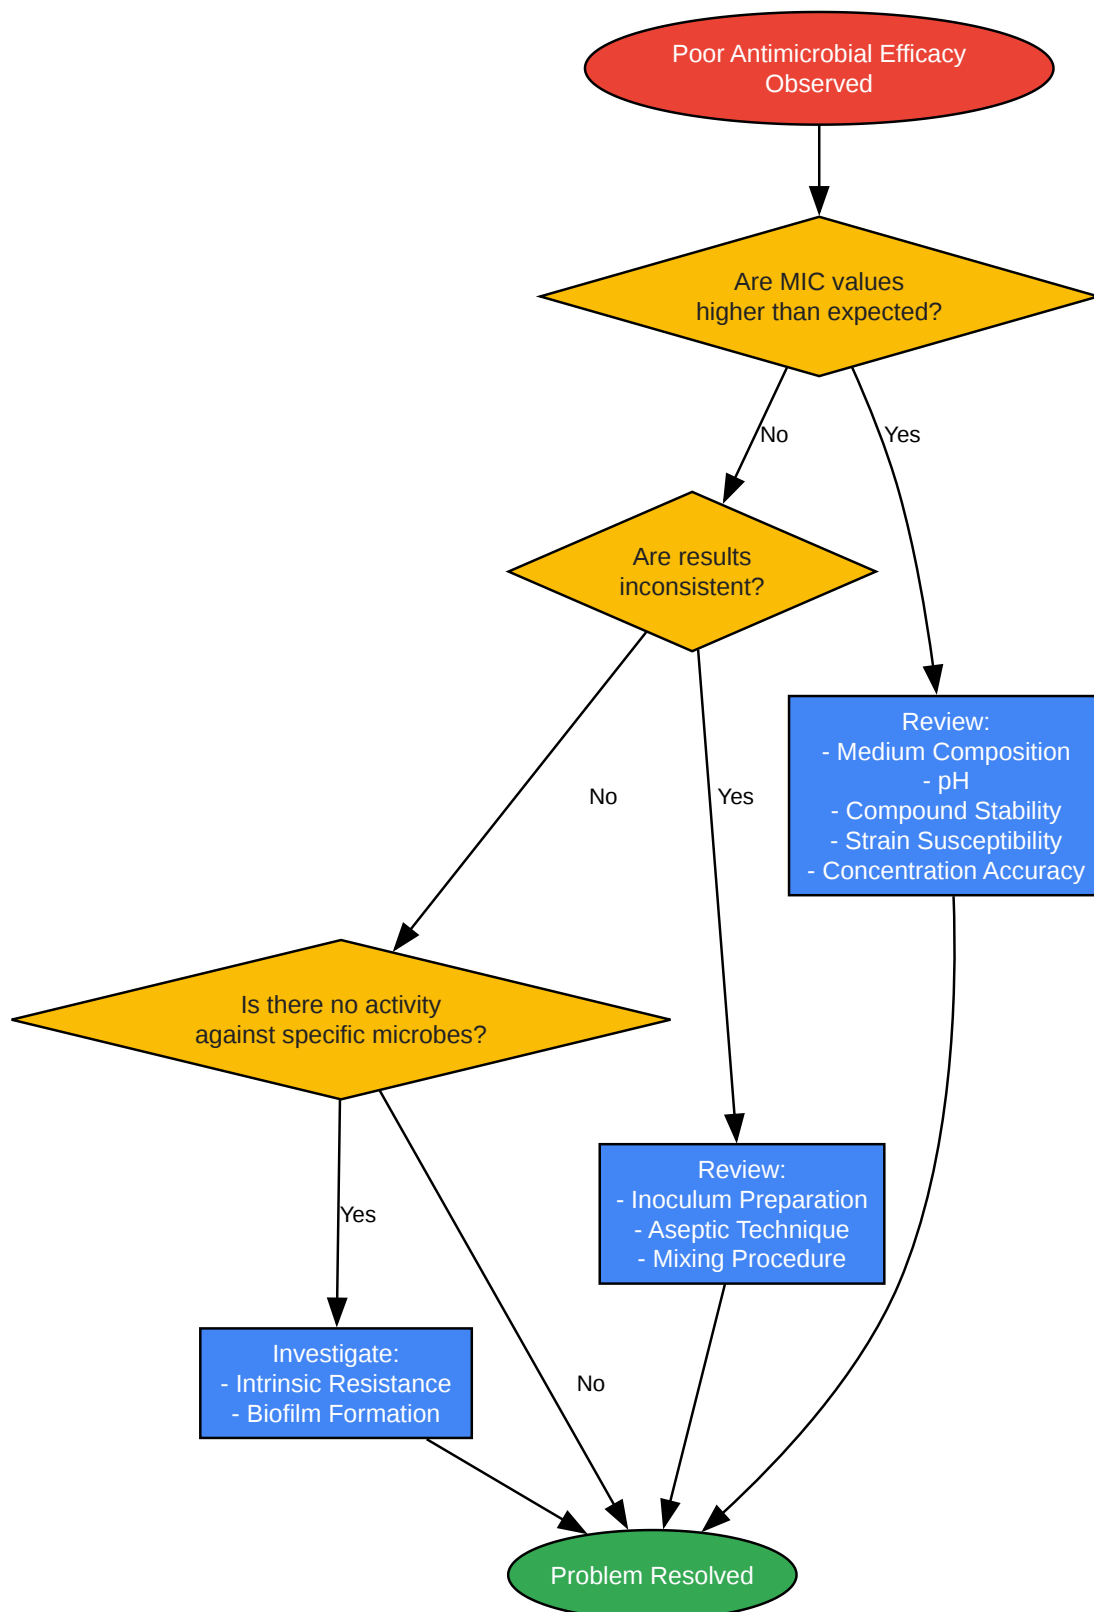 Poor Antimicrobial Efficacy
Observed
Are MIC values
higher than expected?
No
Yes
Are results
inconsistent?
Review:
- Medium Composition
- pH
- Compound Stability
- Strain Susceptibility
- Concentration Accuracy
No
Yes
Is there no activity
against specific microbes?
Review:
- Inoculum Preparation
- Aseptic Technique
- Mixing Procedure
Yes
Investigate:
- Intrinsic Resistance
- Biofilm Formation
No
Problem Resolved